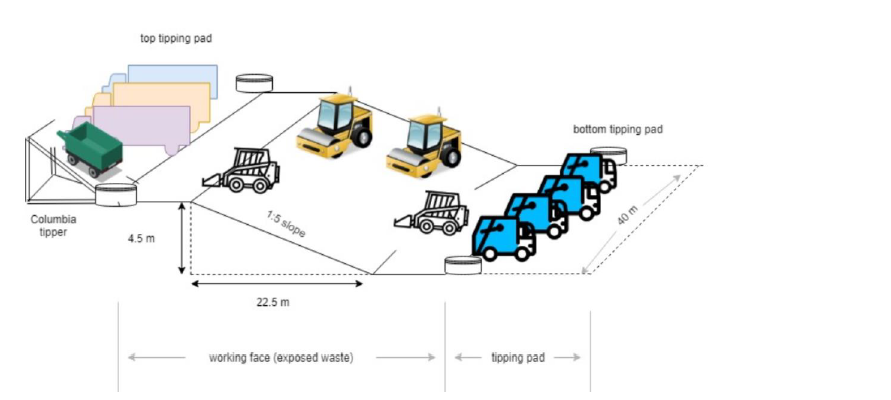 top tipping pad
bottom tipping pad
Columbia
tipper
4.5 m
1:5 slope
40 m
22.5 m
working face (exposed waste)
tipping pad